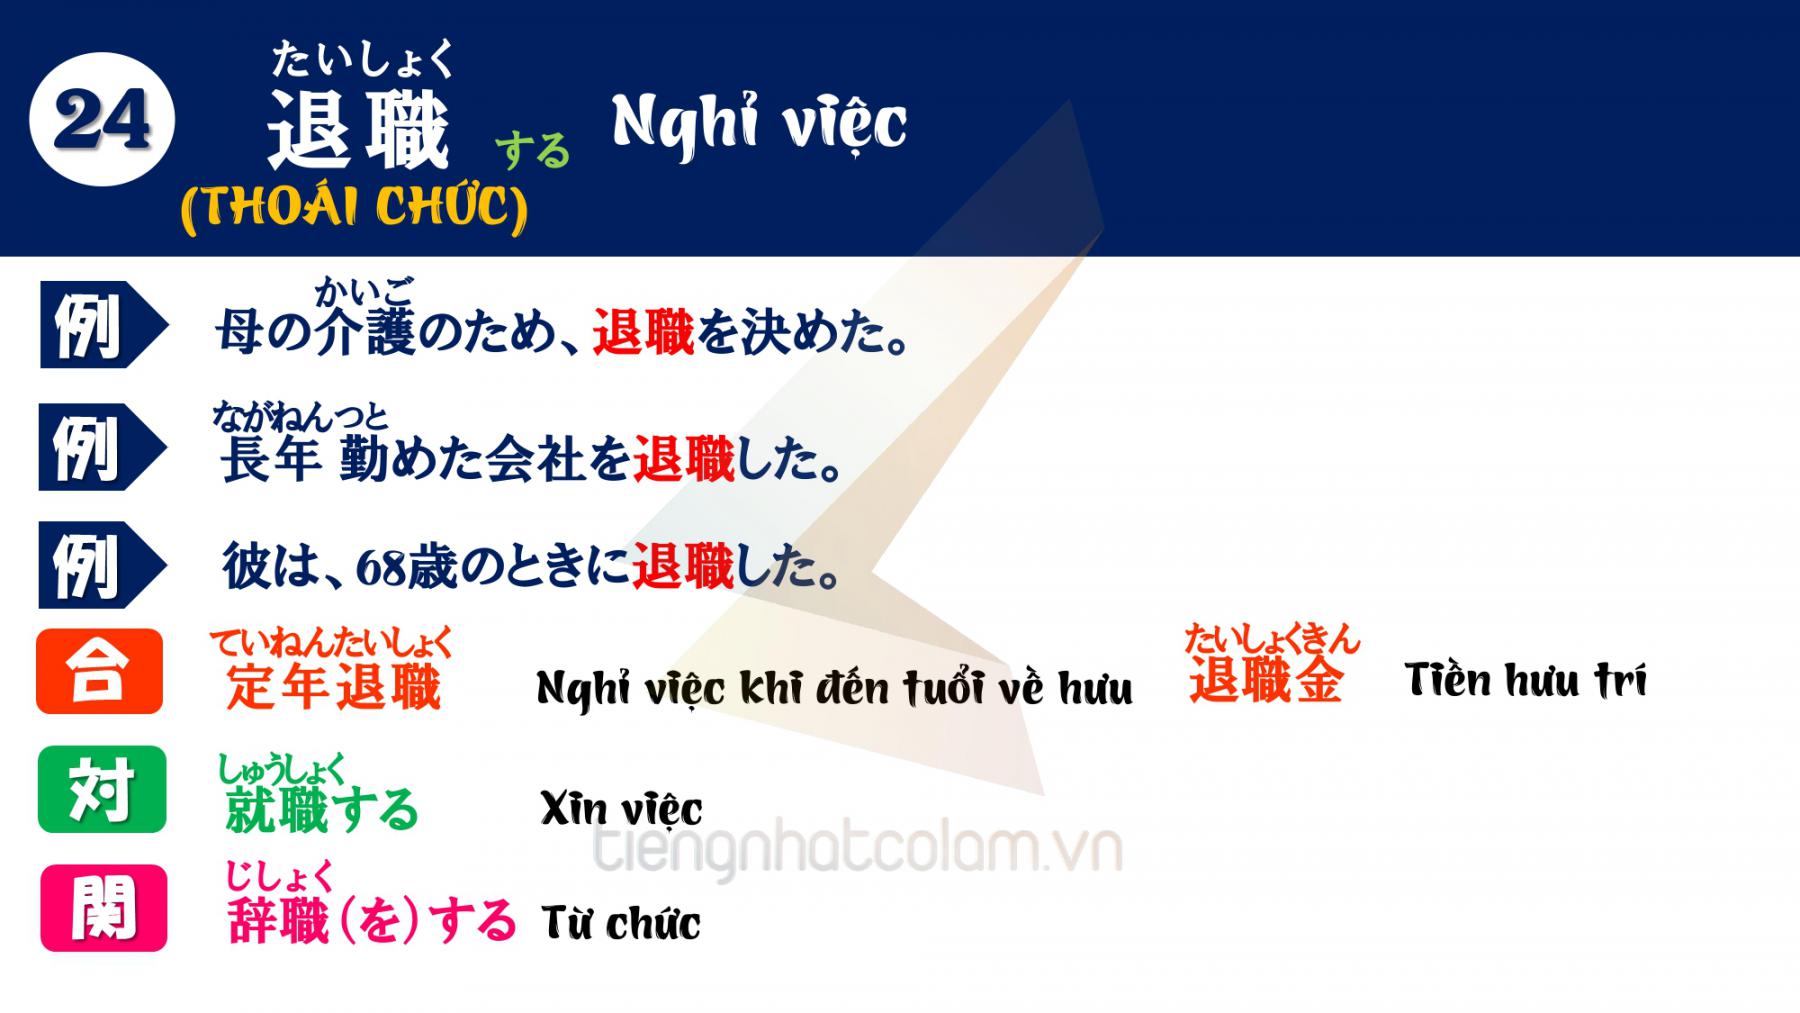 たいしょく
24 退職 する Nghỉ việc
(THOÁI CHỨC)
かいご
例 母の介護のため、退職を決めた。
ながねんつと
例 長年 勤めた会社を退職した。
例 彼は、68歳のときに退職した。
ていねんたいしょく たいしょくきん
合 定年退職 Nghỉ việc khi đến tuổi về hưu 退職金 Tiền hưu trí
しゅうしょく
対 就職する Xin việc
tiengnhatcolam.vn
じしょく
関 辞職(を)する Từ chức